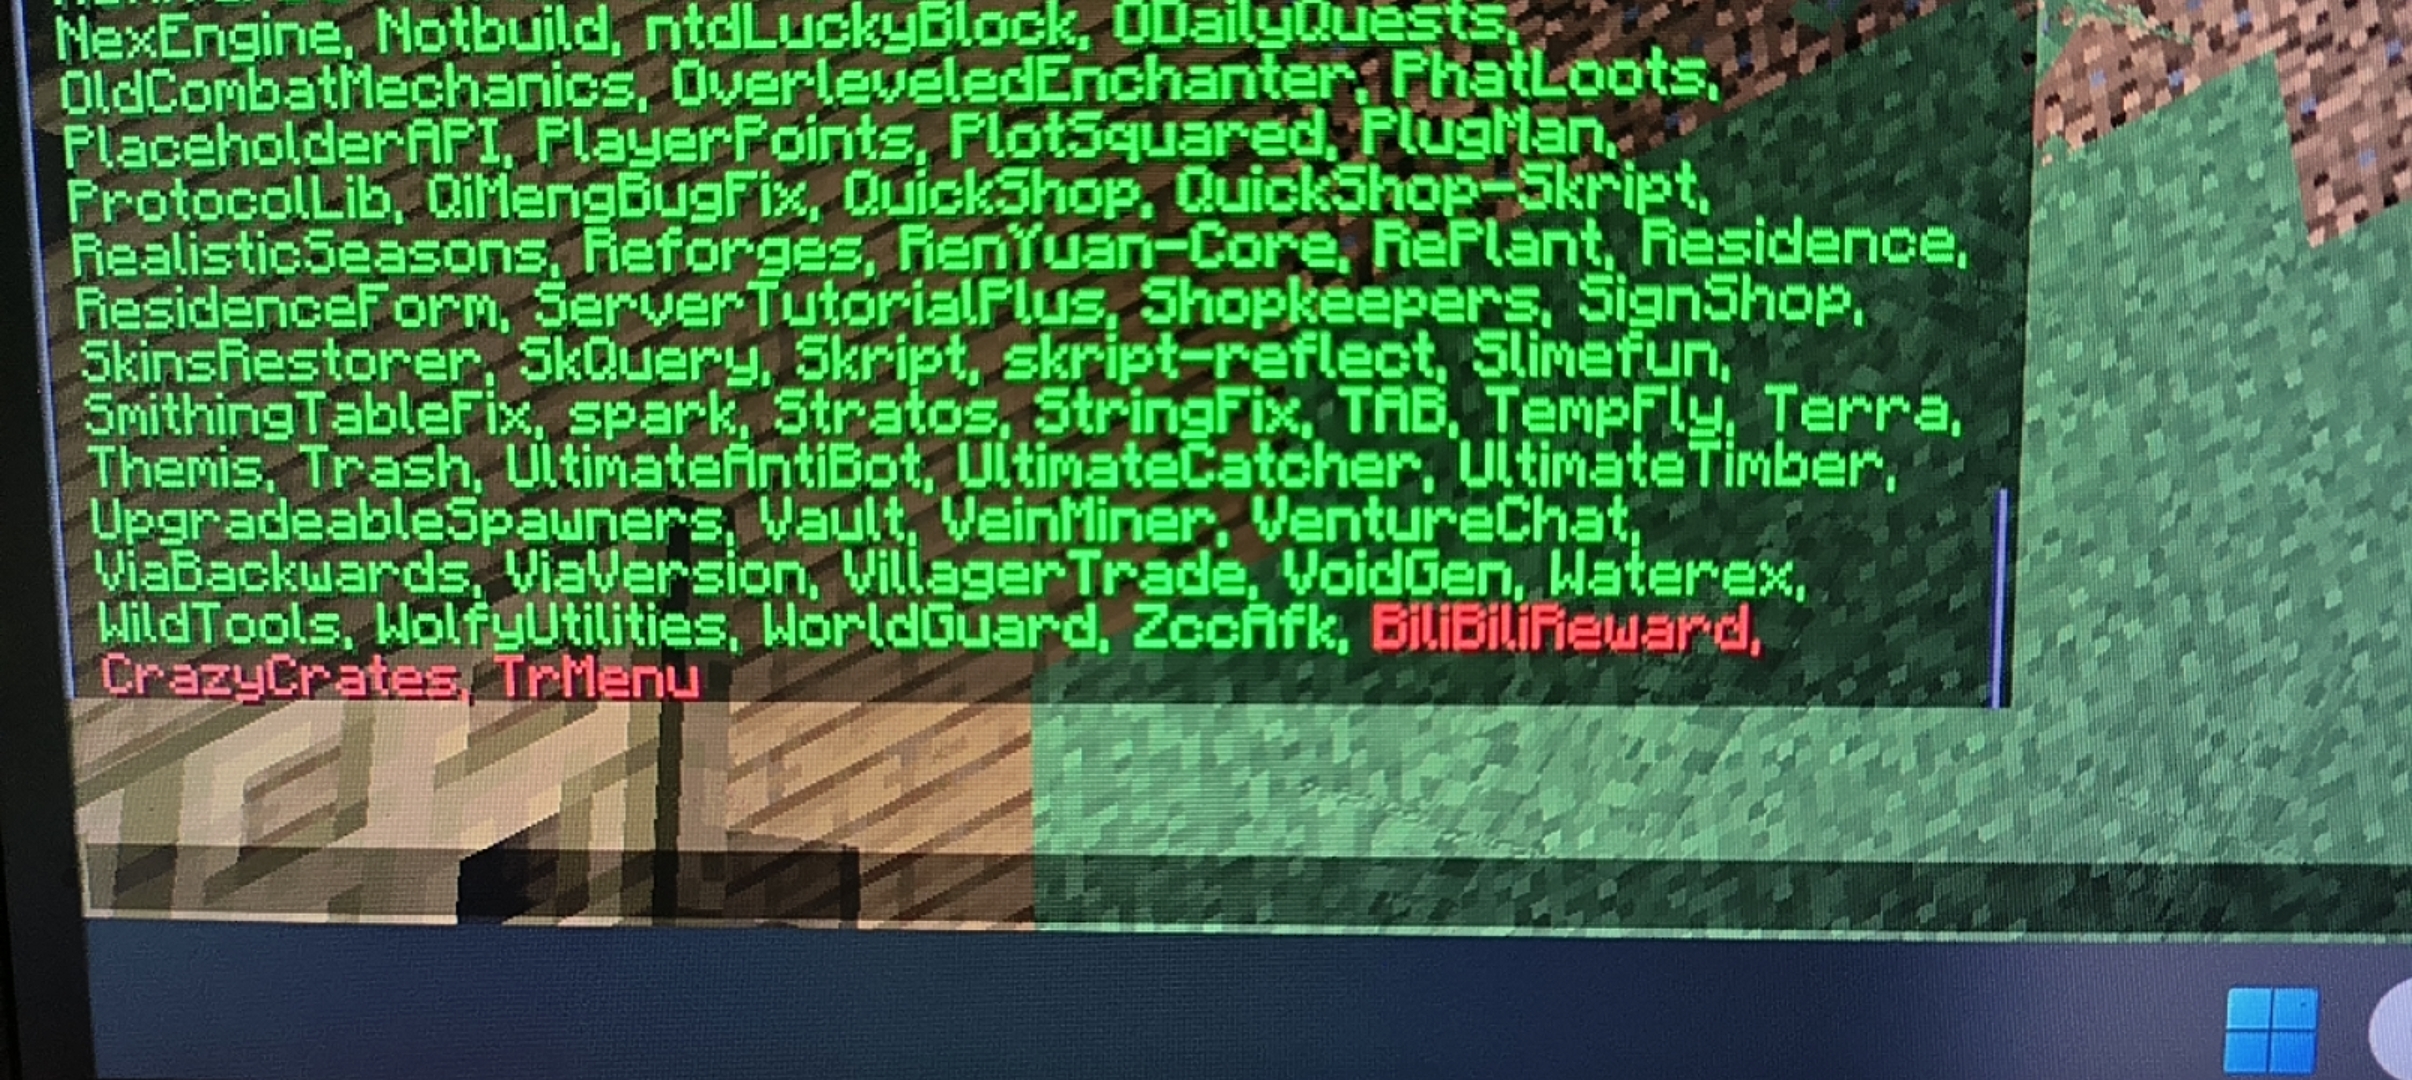 NexEngine, Notbuild, ntdLuckyBlock, ODailyQuests,
OldCombatMechanics, OverleveledEnchanter, PhatLoots,
PlaceholderAPI, PlayerPoints, PlotSquared, PlugMan,
ProtocolLib, QiMengBugFix, QuickShop, QuickShop-Skript,
RealisticSeasons, Reforges, RenYuan-Core, RePlant, Residence,
ResidenceForm, ServerTutorialPlus, Shopkeepers, SignShop,
SkinsRestorer, SkQuery, Skript, skript-reflect, Slimefun,
SmithingTableFix, spark, Stratos, StringFix, TAB, TempFly, Terra,
Themis, Trash, UltimateAntiBot, UltimateCatcher, UltimateTimber,
UpgradeableSpawners, Vault, VeinMiner, VentureChat,
ViaBackwards, ViaVersion, VillagerTrade, VoidGen, Waterex,
WildTools, WolfyUtilities, WorldGuard, ZccAfk, BiliBiliReward,
CrazyCrates, TrMenu